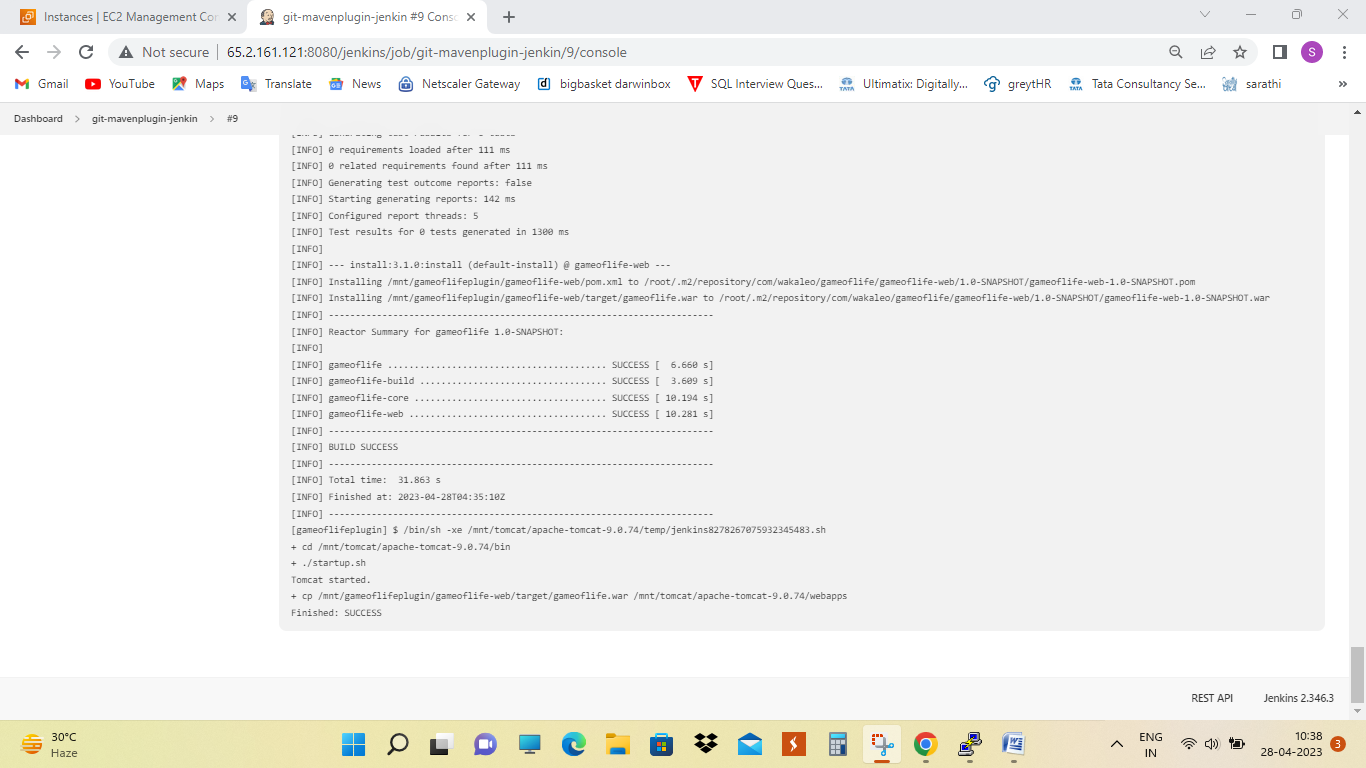 Instances | EC2 Management Con
git-mavenplugin-jenkin #9 Conso
Not secure
65.2.161.121:8080/jenkins/job/git-mavenplugin-jenkin/9/console
S
Gmail
YouTube
Maps
Translate
News
Netscaler Gateway
bigbasket darwinbox
SQL Interview Ques...
Ultimatix: Digitally...
greytHR
Tata Consultancy Se...
sarathi
»
Dashboard > git-mavenplugin-jenkin > #9
[INFO] 0 requirements loaded after 111 ms
[INFO] 0 related requirements found after 111 ms
[INFO] Generating test outcome reports: false
[INFO] Starting generating reports: 142 ms
[INFO] Configured report threads: 5
[INFO] Test results for 0 tests generated in 1300 ms
[INFO]
[INFO] --- install:3.1.0:install (default-install) @ gameoflife-web ---
[INFO] Installing /mnt/gameoflifeplugin/gameoflife-web/pom.xml to /root/.m2/repository/com/wakaleo/gameoflife/gameoflife-web/1.0-SNAPSHOT/gameoflife-web-1.0-SNAPSHOT.pom
[INFO] Installing /mnt/gameoflifeplugin/gameoflife-web/target/gameoflife.war to /root/.m2/repository/com/wakaleo/gameoflife/gameoflife-web/1.0-SNAPSHOT/gameoflife-web-1.0-SNAPSHOT.war
[INFO] ------------------------------------------------------------------------
[INFO] Reactor Summary for gameoflife 1.0-SNAPSHOT:
[INFO]
[INFO] gameoflife ......................................... SUCCESS [  6.660 s]
[INFO] gameoflife-build ................................... SUCCESS [  3.609 s]
[INFO] gameoflife-core .................................... SUCCESS [ 10.194 s]
[INFO] gameoflife-web ..................................... SUCCESS [ 10.281 s]
[INFO] ------------------------------------------------------------------------
[INFO] BUILD SUCCESS
[INFO] ------------------------------------------------------------------------
[INFO] Total time:  31.863 s
[INFO] Finished at: 2023-04-28T04:35:10Z
[INFO] ------------------------------------------------------------------------
[gameoflifeplugin] $ /bin/sh -xe /mnt/tomcat/apache-tomcat-9.0.74/temp/jenkins8278267075932345483.sh
+ cd /mnt/tomcat/apache-tomcat-9.0.74/bin
+ ./startup.sh
Tomcat started.
+ cp /mnt/gameoflifeplugin/gameoflife-web/target/gameoflife.war /mnt/tomcat/apache-tomcat-9.0.74/webapps
Finished: SUCCESS
REST API
Jenkins 2.346.3
30°C
Haze
ENG
IN
10:38
28-04-2023
3